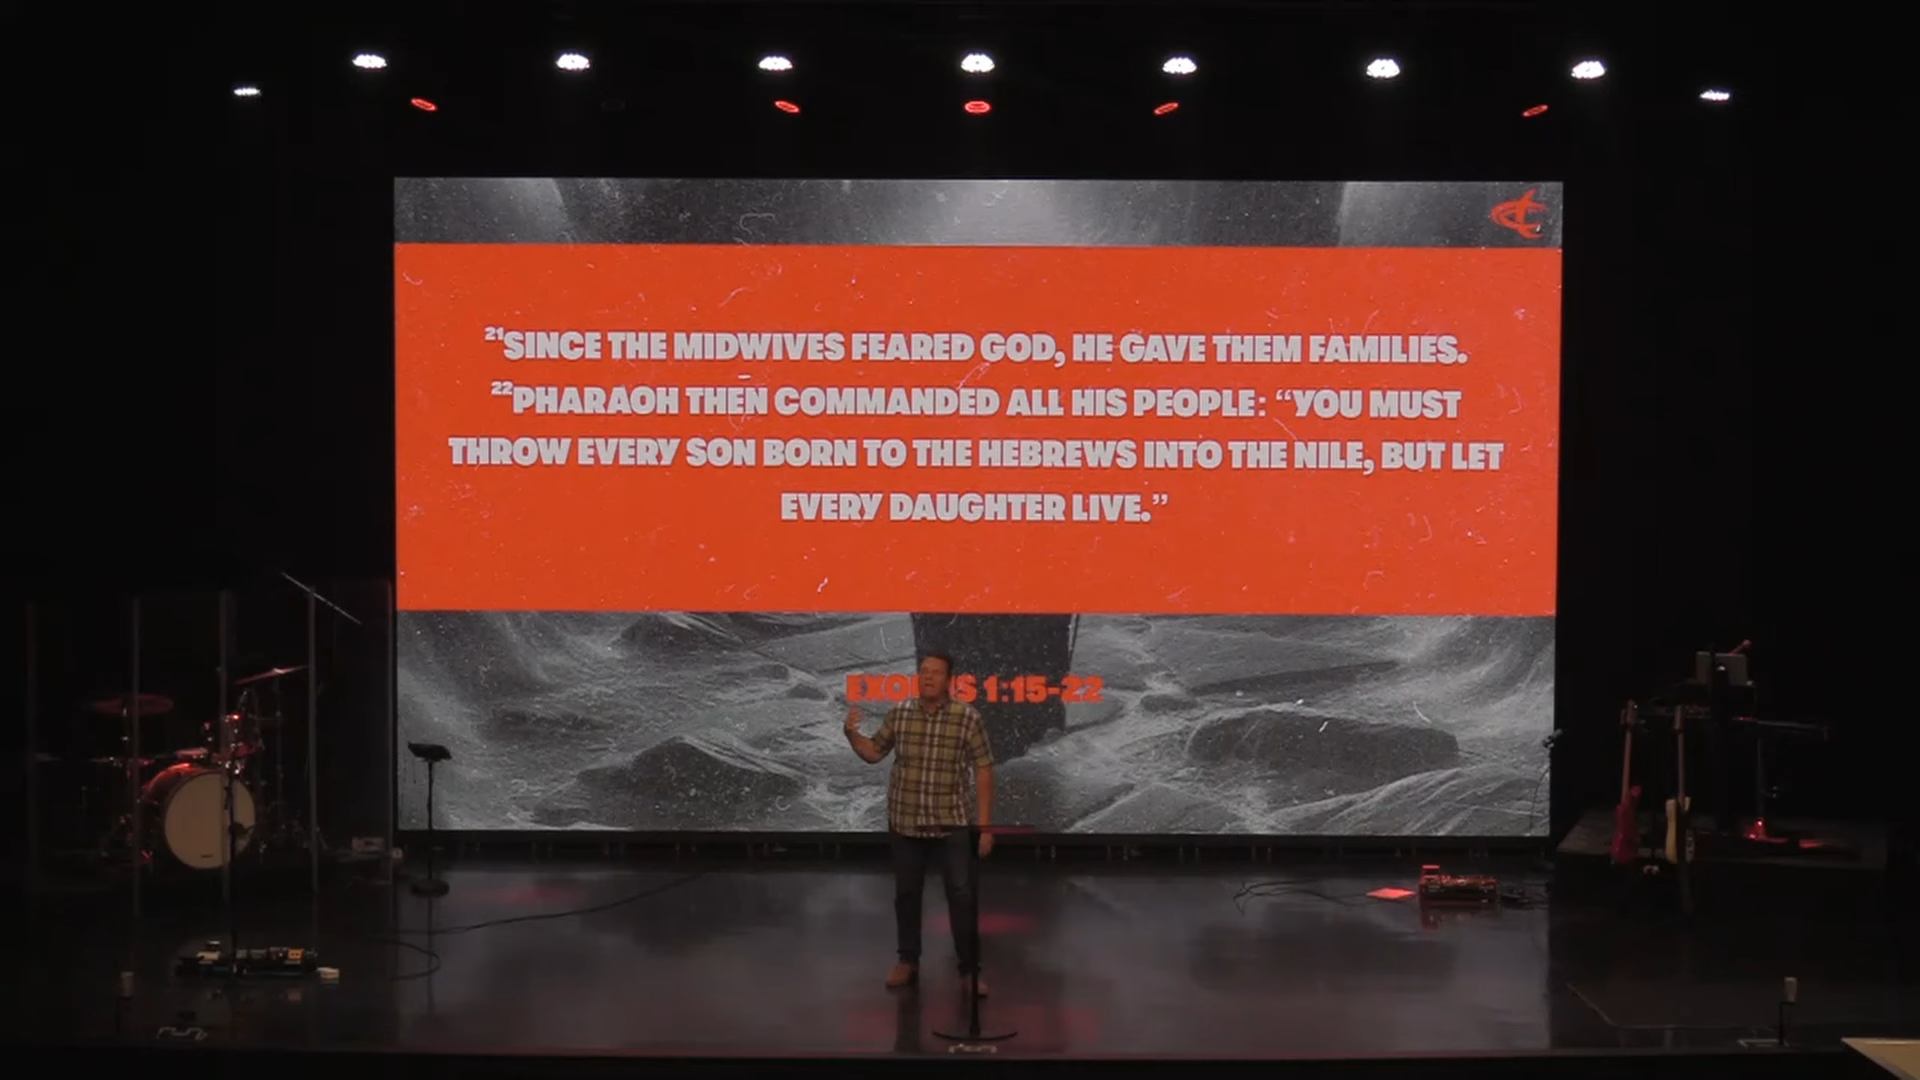 ²¹SINCE THE MIDWIVES FEARED GOD, HE GAVE THEM FAMILIES.
²²PHARAOH THEN COMMANDED ALL HIS PEOPLE: “YOU MUST
THROW EVERY SON BORN TO THE HEBREWS INTO THE NILE, BUT LET
EVERY DAUGHTER LIVE.”
EXODUS 1:15-22